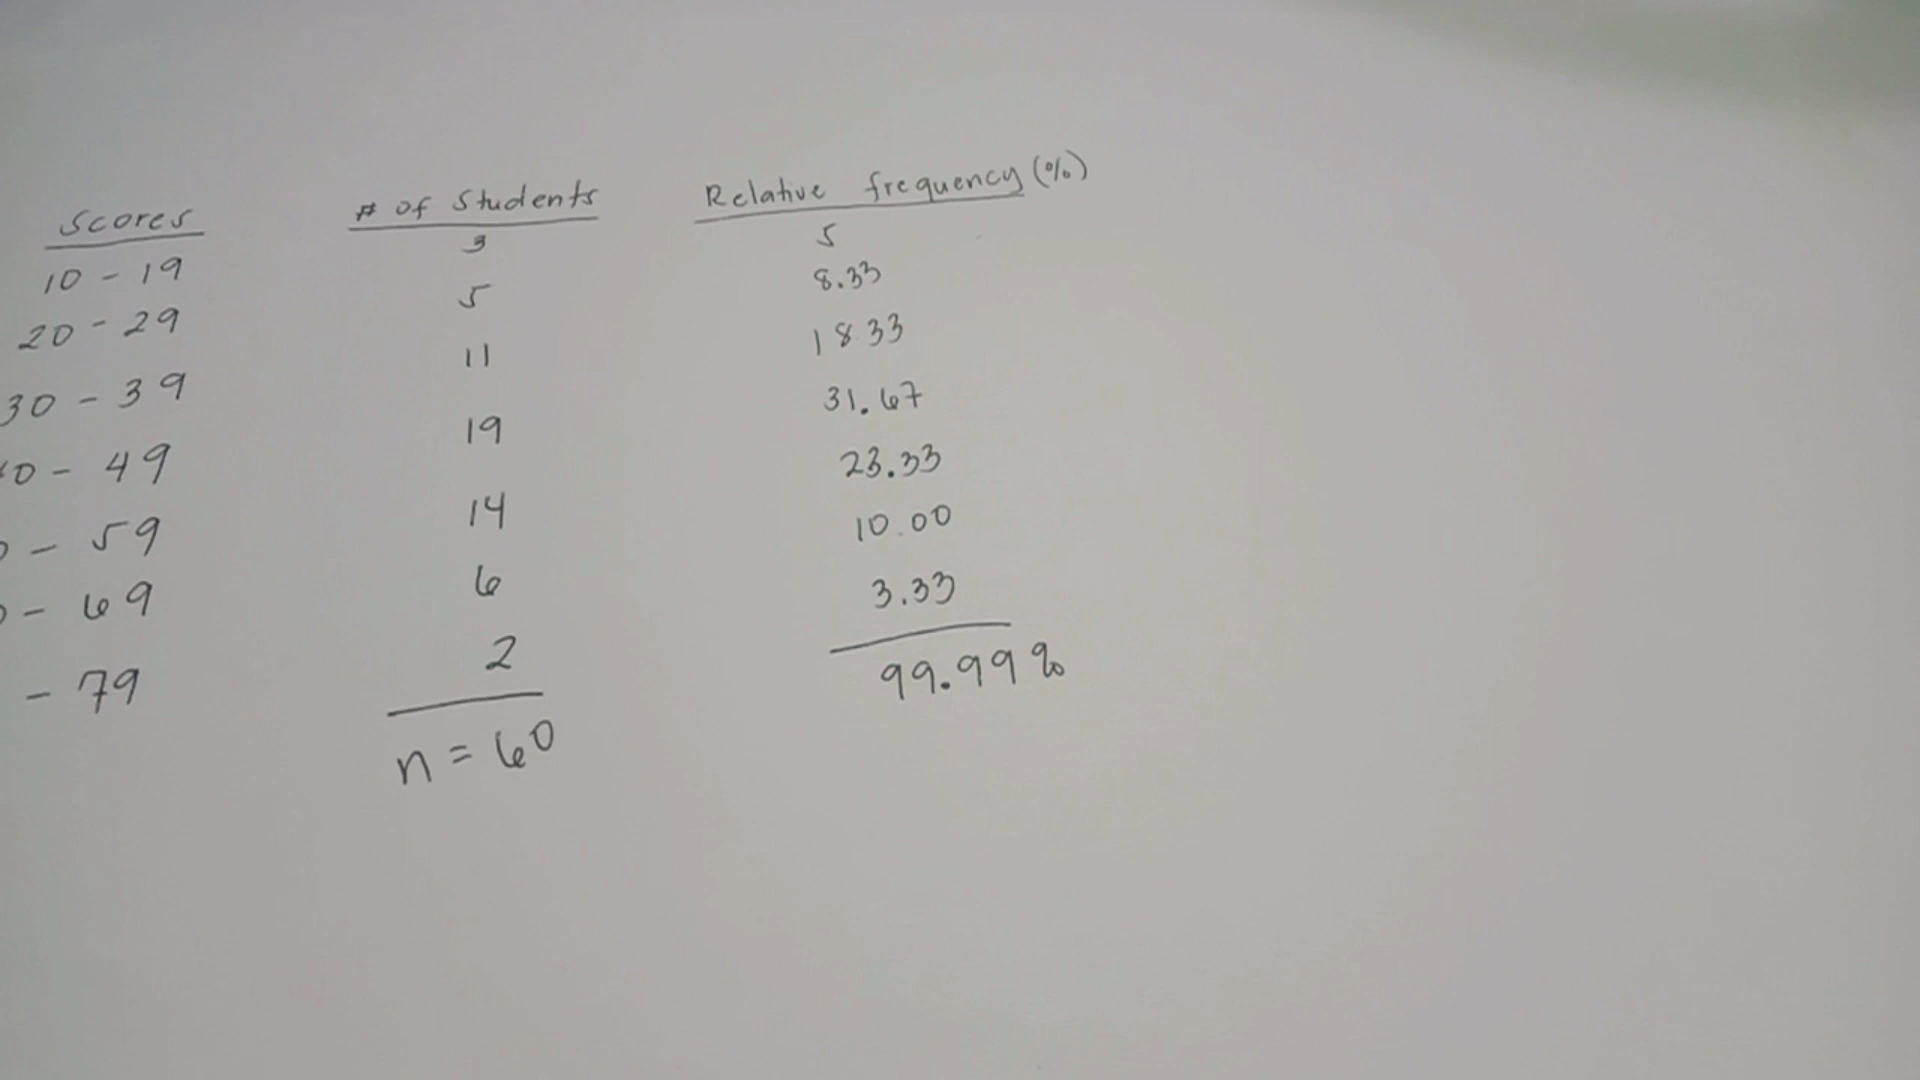 Scores # of Students Relative frequency (%)
10 - 19 3 5
20 - 29 5 8.33
30 - 39 11 18.33
0 - 49 19 31.67
- 59 14 23.33
- 69 6 10.00
- 79 2 3.33
n = 60 99.99%